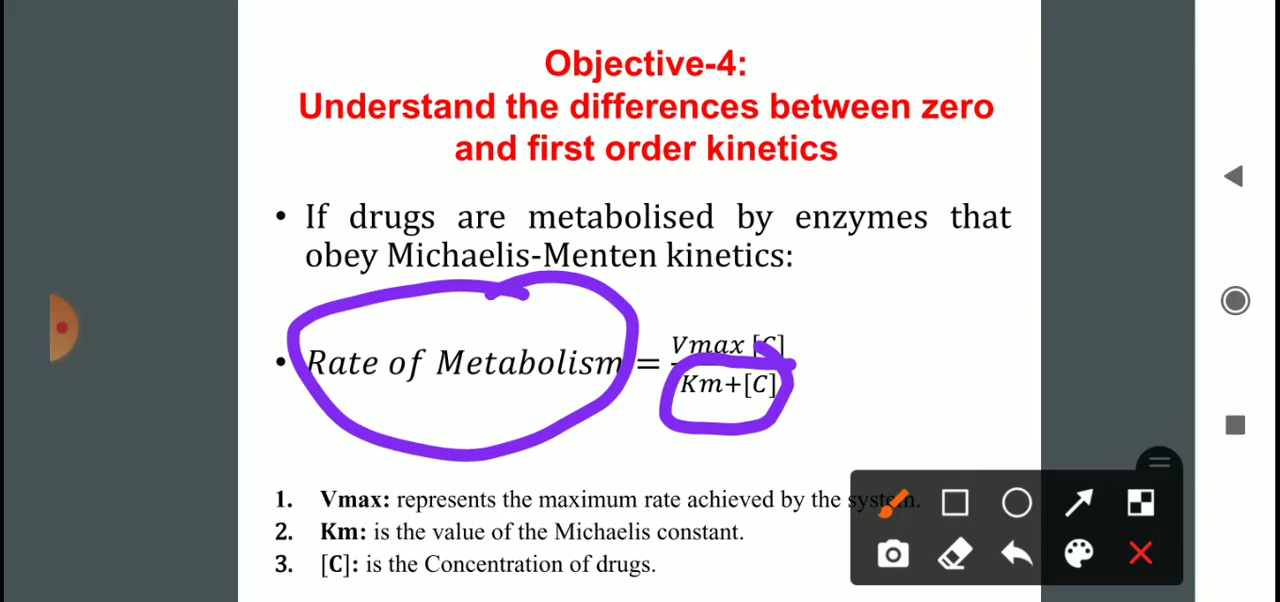 Objective-4:
Understand the differences between zero
and first order kinetics
• If drugs are metabolised by enzymes that
obey Michaelis-Menten kinetics:
• Rate of Metabolism = Vmax [C] / Km+[C]
1. Vmax: represents the maximum rate achieved by the system.
2. Km: is the value of the Michaelis constant.
3. [C]: is the Concentration of drugs.